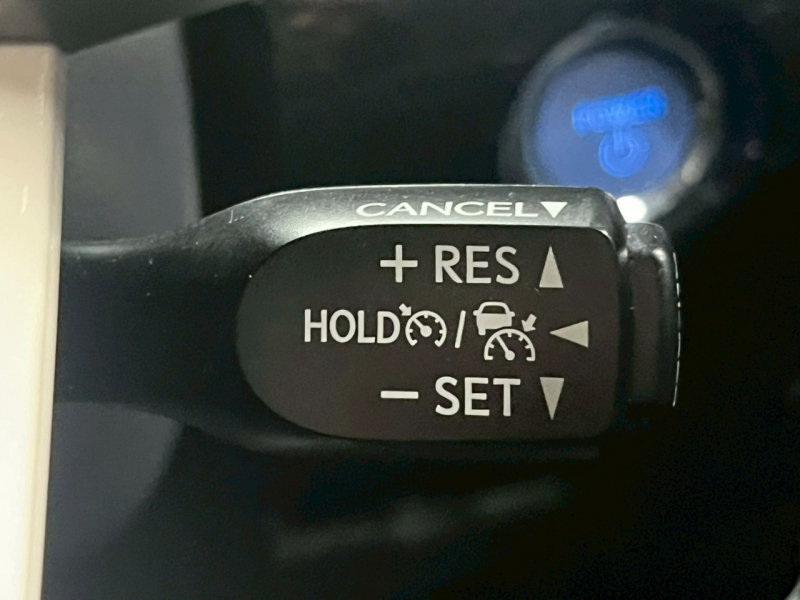 CANCEL▼
+ RES ▲
HOLD / ◀
− SET ▼